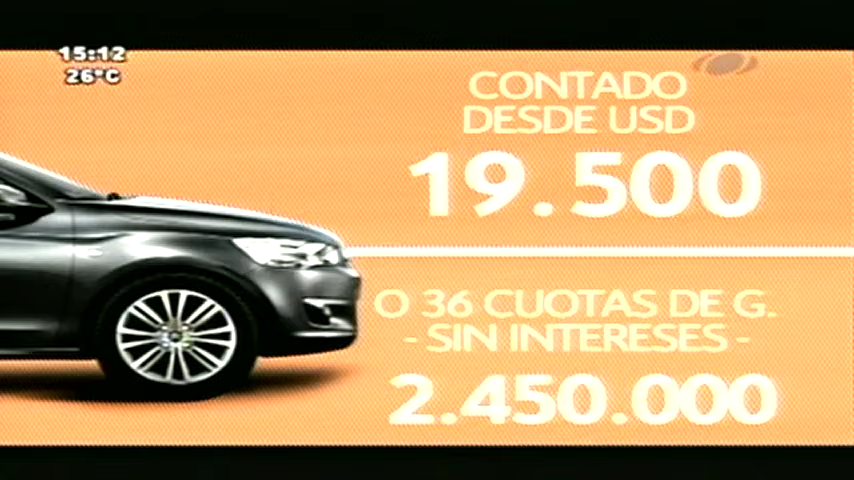 15:12
26°C
CONTADO
DESDE USD
19.500
O 36 CUOTAS DE G.
- SIN INTERESES -
2.450.000